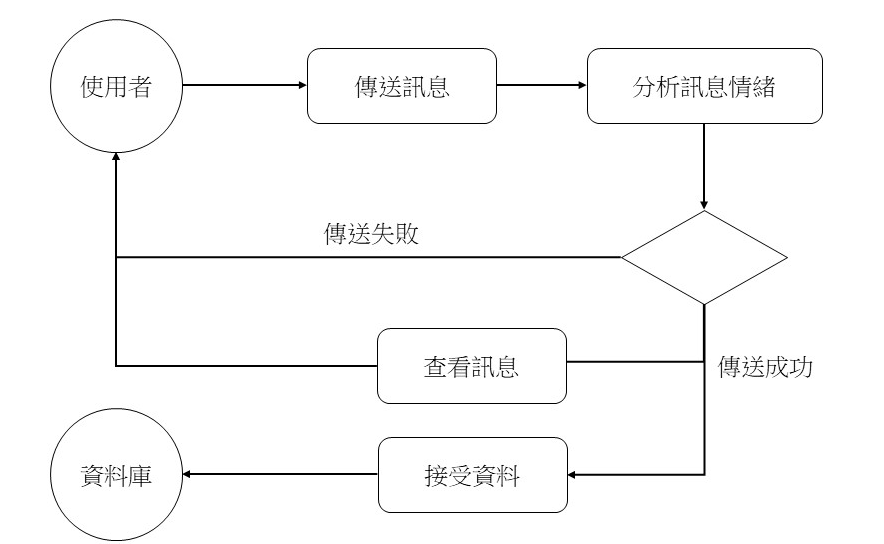 使用者
傳送訊息
分析訊息情緒
傳送失敗
查看訊息
傳送成功
資料庫
接受資料